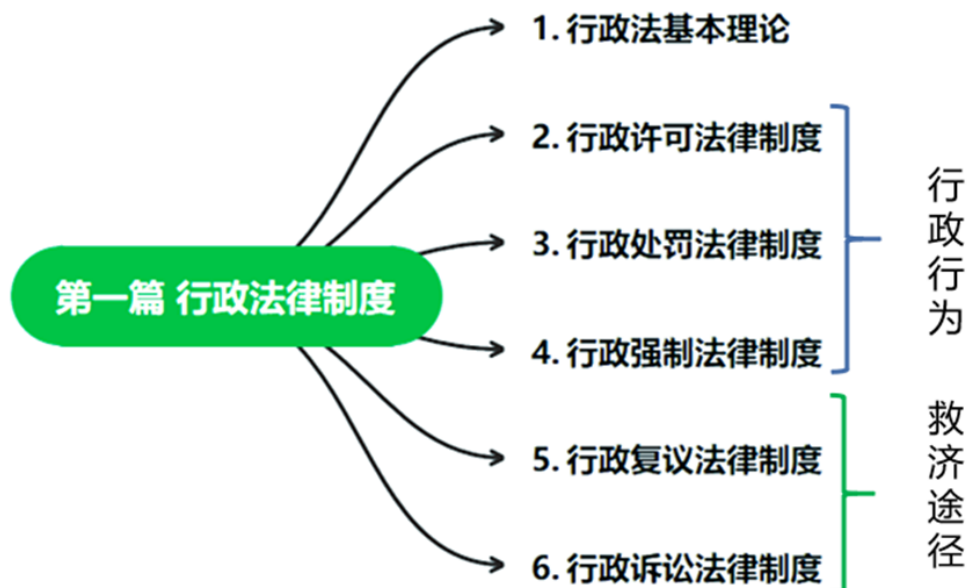 第一篇 行政法律制度
1. 行政法基本理论
2. 行政许可法律制度
3. 行政处罚法律制度
4. 行政强制法律制度
行政行为
5. 行政复议法律制度
6. 行政诉讼法律制度
救济途径